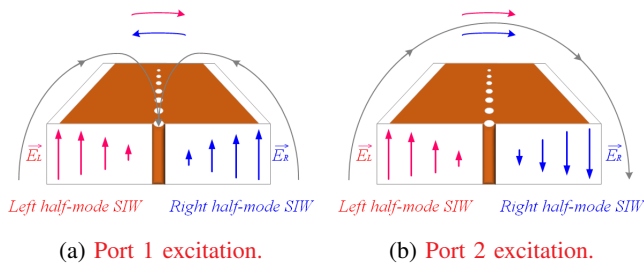 E_L
E_R
Left half-mode SIW
Right half-mode SIW
(a) Port 1 excitation.
E_L
E_R
Left half-mode SIW
Right half-mode SIW
(b) Port 2 excitation.